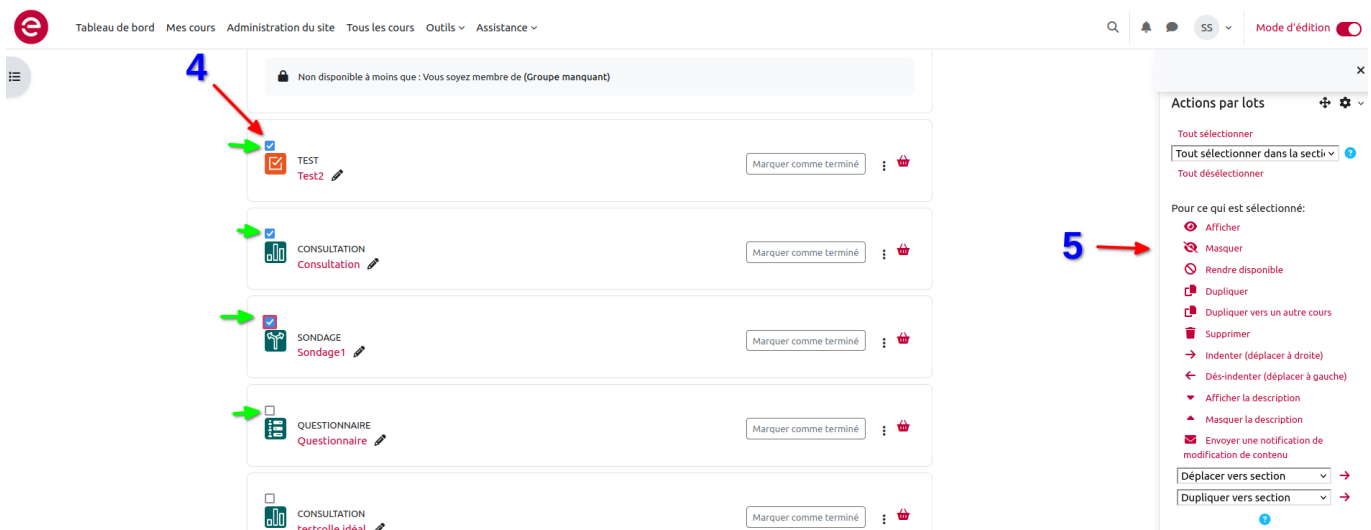 Tableau de bord Mes cours Administration du site Tous les cours Outils Assistance
SS
Mode d'édition
4
Non disponible à moins que : Vous soyez membre de (Groupe manquant)
TEST
Test2
Marquer comme terminé
CONSULTATION
Consultation
Marquer comme terminé
SONDAGE
Sondage1
Marquer comme terminé
QUESTIONNAIRE
Questionnaire
Marquer comme terminé
CONSULTATION
testcolle idéal
Marquer comme terminé
Actions par lots
Tout sélectionner
Tout sélectionner dans la secti
?
Tout désélectionner
Pour ce qui est sélectionné:
Afficher
5
Masquer
Rendre disponible
Dupliquer
Dupliquer vers un autre cours
Supprimer
Indenter (déplacer à droite)
Dés-indenter (déplacer à gauche)
Afficher la description
Masquer la description
Envoyer une notification de
modification de contenu
Déplacer vers section
Dupliquer vers section
?